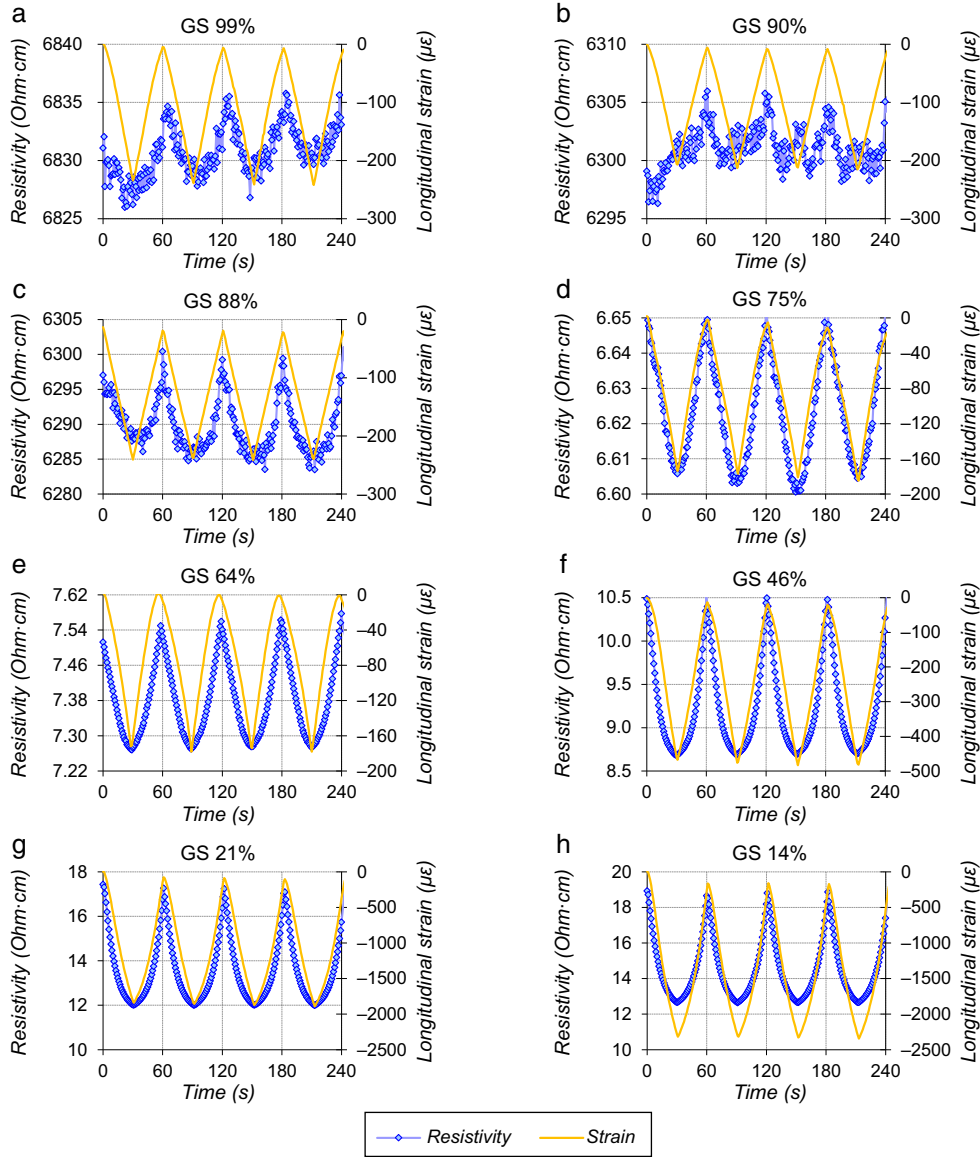 a
GS 99%
Resistivity (Ohm·cm)
6840
6835
6830
6825
0
−100
−200
−300
Longitudinal strain (με)
0 60 120 180 240
Time (s)
b
GS 90%
Resistivity (Ohm·cm)
6310
6305
6300
6295
0
−100
−200
−300
Longitudinal strain (με)
0 60 120 180 240
Time (s)
c
GS 88%
Resistivity (Ohm·cm)
6305
6300
6295
6290
6285
6280
0
−100
−200
−300
Longitudinal strain (με)
0 60 120 180 240
Time (s)
d
GS 75%
Resistivity (Ohm·cm)
6.65
6.64
6.63
6.62
6.61
6.60
0
−40
−80
−120
−160
−200
Longitudinal strain (με)
0 60 120 180 240
Time (s)
e
GS 64%
Resistivity (Ohm·cm)
7.62
7.54
7.46
7.38
7.30
7.22
0
−40
−80
−120
−160
−200
Longitudinal strain (με)
0 60 120 180 240
Time (s)
f
GS 46%
Resistivity (Ohm·cm)
10.5
10.0
9.5
9.0
8.5
0
−100
−200
−300
−400
−500
Longitudinal strain (με)
0 60 120 180 240
Time (s)
g
GS 21%
Resistivity (Ohm·cm)
18
16
14
12
10
0
−500
−1000
−1500
−2000
−2500
Longitudinal strain (με)
0 60 120 180 240
Time (s)
h
GS 14%
Resistivity (Ohm·cm)
20
18
16
14
12
10
0
−500
−1000
−1500
−2000
−2500
Longitudinal strain (με)
0 60 120 180 240
Time (s)
Resistivity Strain